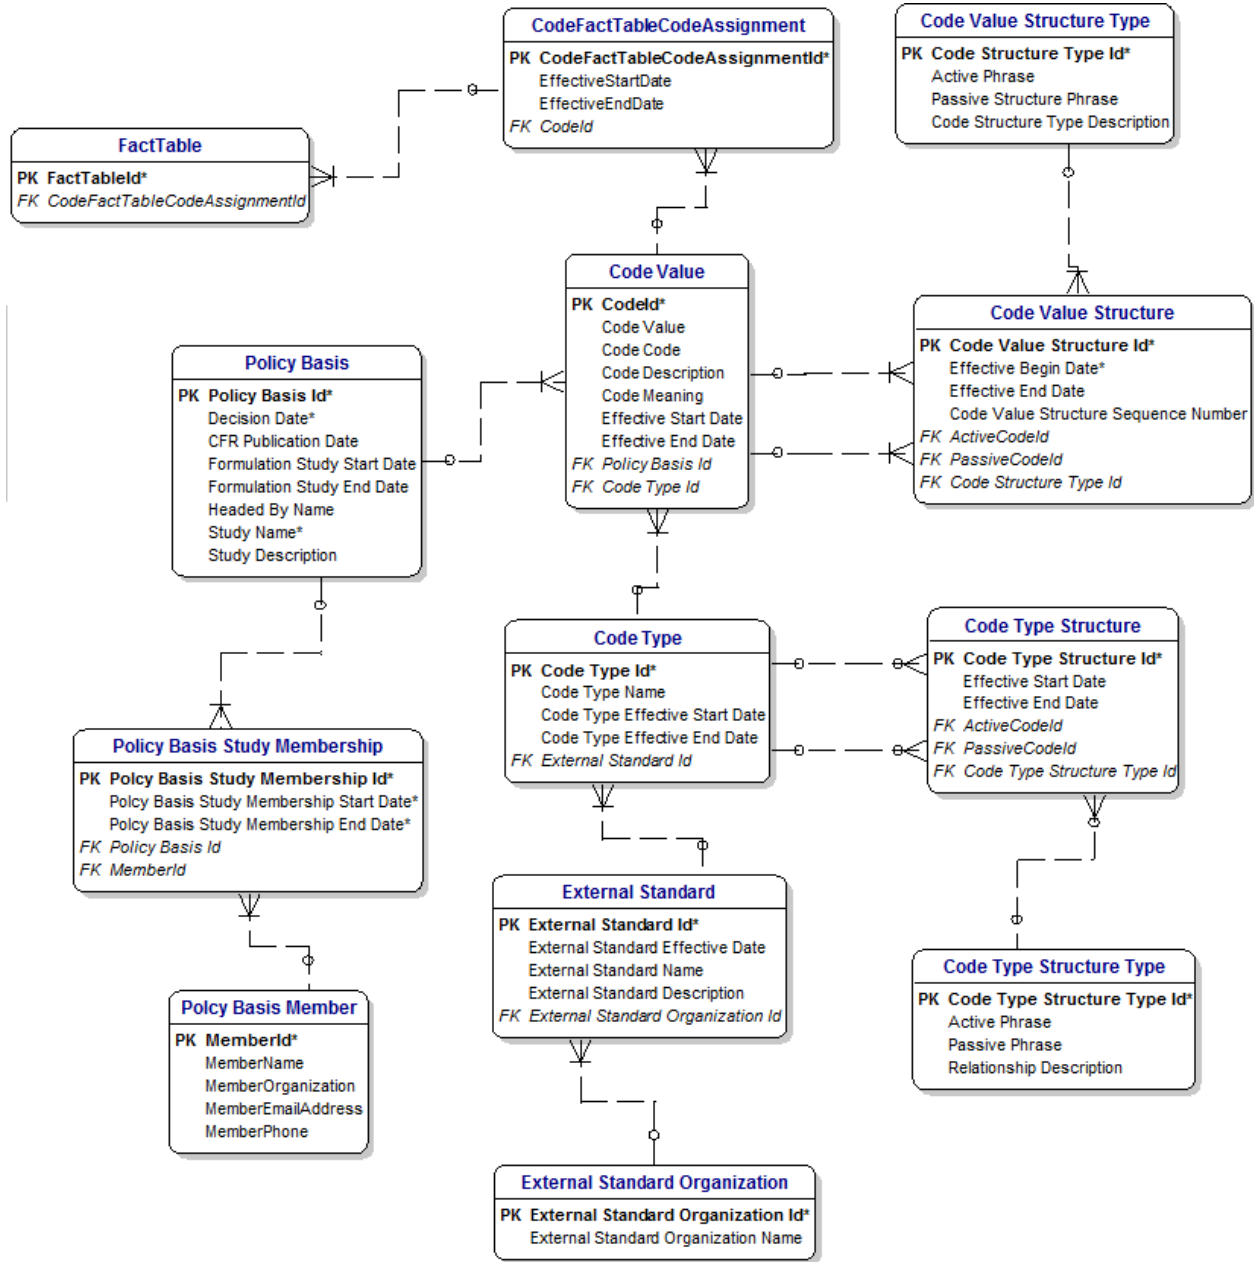 CodeFactTableCodeAssignment
PK CodeFactTableCodeAssignmentId*
EffectiveStartDate
EffectiveEndDate
FK CodeId
Code Value Structure Type
PK Code Structure Type Id*
Active Phrase
Passive Structure Phrase
Code Structure Type Description
FactTable
PK FactTableId*
FK CodeFactTableCodeAssignmentId
Code Value
PK CodeId*
Code Value
Code Code
Code Description
Code Meaning
Effective Start Date
Effective End Date
FK Policy Basis Id
FK Code Type Id
Code Value Structure
PK Code Value Structure Id*
Effective Begin Date*
Effective End Date
Code Value Structure Sequence Number
FK ActiveCodeId
FK PassiveCodeId
FK Code Structure Type Id
Policy Basis
PK Policy Basis Id*
Decision Date*
CFR Publication Date
Formulation Study Start Date
Formulation Study End Date
Headed By Name
Study Name*
Study Description
Code Type
PK Code Type Id*
Code Type Name
Code Type Effective Start Date
Code Type Effective End Date
FK External Standard Id
Code Type Structure
PK Code Type Structure Id*
Effective Start Date
Effective End Date
FK ActiveCodeId
FK PassiveCodeId
FK Code Type Structure Type Id
Policy Basis Study Membership
PK Polcy Basis Study Membership Id*
Polcy Basis Study Membership Start Date*
Polcy Basis Study Membership End Date*
FK Policy Basis Id
FK MemberId
External Standard
PK External Standard Id*
External Standard Effective Date
External Standard Name
External Standard Description
FK External Standard Organization Id
Code Type Structure Type
PK Code Type Structure Type Id*
Active Phrase
Passive Phrase
Relationship Description
Polcy Basis Member
PK MemberId*
MemberName
MemberOrganization
MemberEmailAddress
MemberPhone
External Standard Organization
PK External Standard Organization Id*
External Standard Organization Name